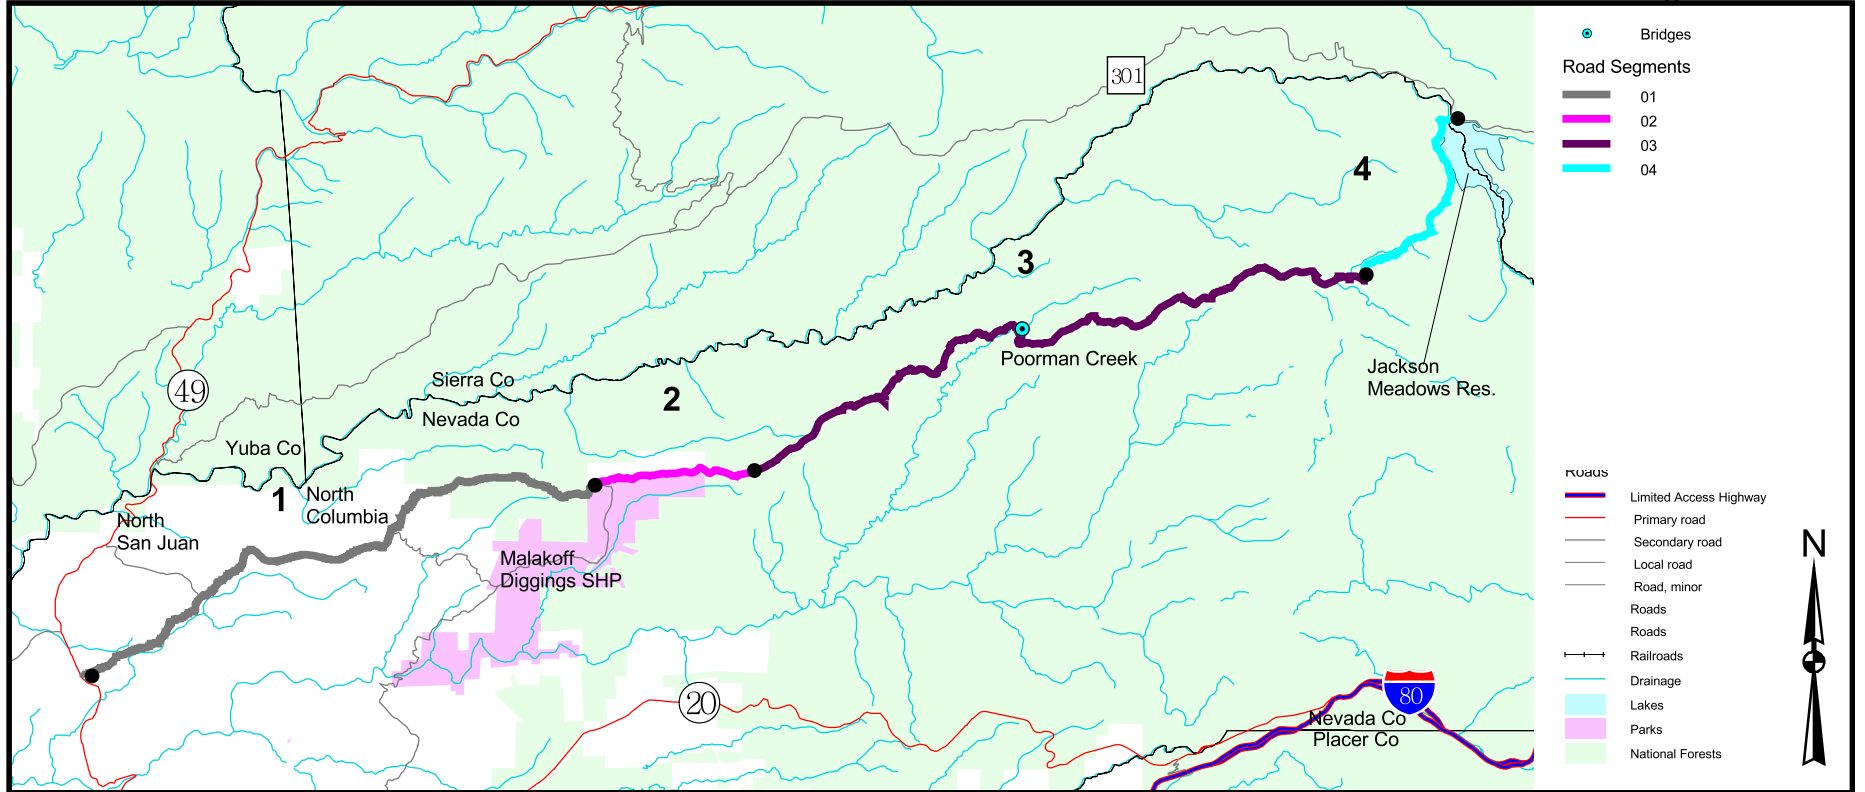 301
4
3
Poorman Creek
Jackson
Meadows Res.
49
Sierra Co
Nevada Co
2
Yuba Co
1
North
Columbia
North
San Juan
Malakoff
Diggings SHP
20
80
Nevada Co
Placer Co
Bridges
Road Segments
01
02
03
04
Roads
Limited Access Highway
Primary road
Secondary road
Local road
Road, minor
Roads
Roads
Railroads
Drainage
Lakes
Parks
National Forests
N